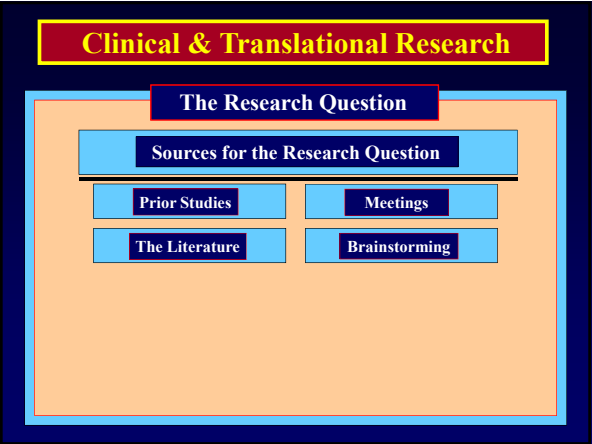 Clinical & Translational Research
The Research Question
Sources for the Research Question
Prior Studies
Meetings
The Literature
Brainstorming